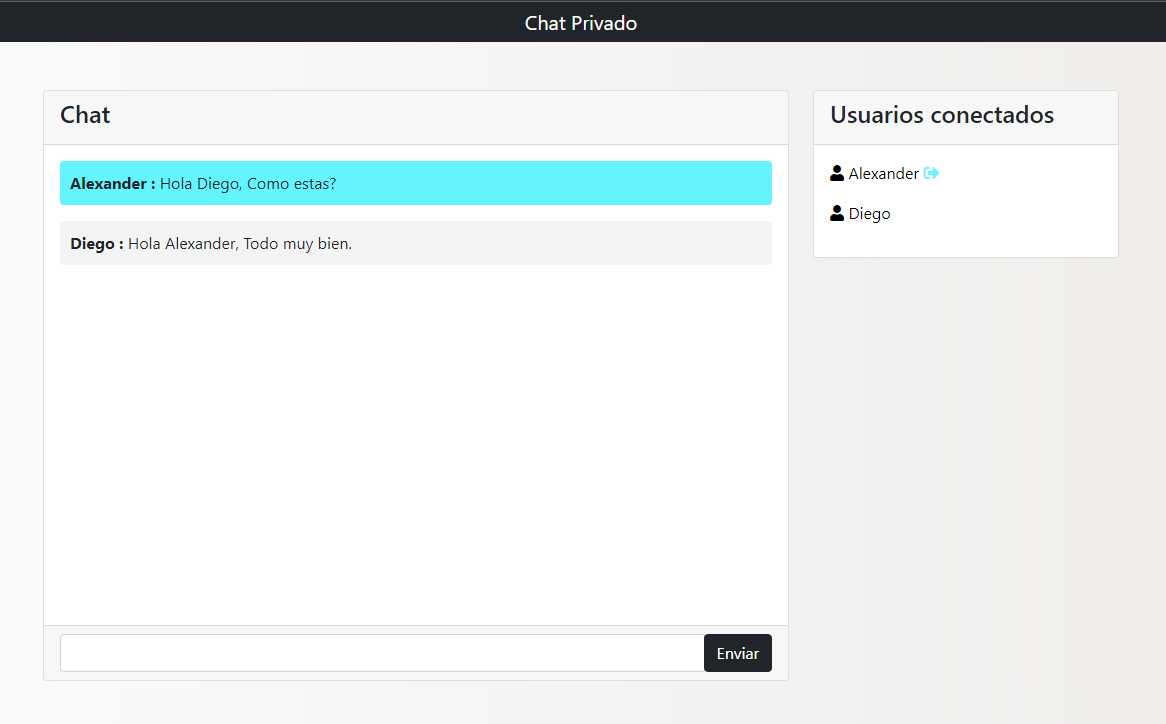 Chat Privado
Chat
Alexander : Hola Diego, Como estas?
Diego : Hola Alexander, Todo muy bien.
Enviar
Usuarios conectados
Alexander
Diego